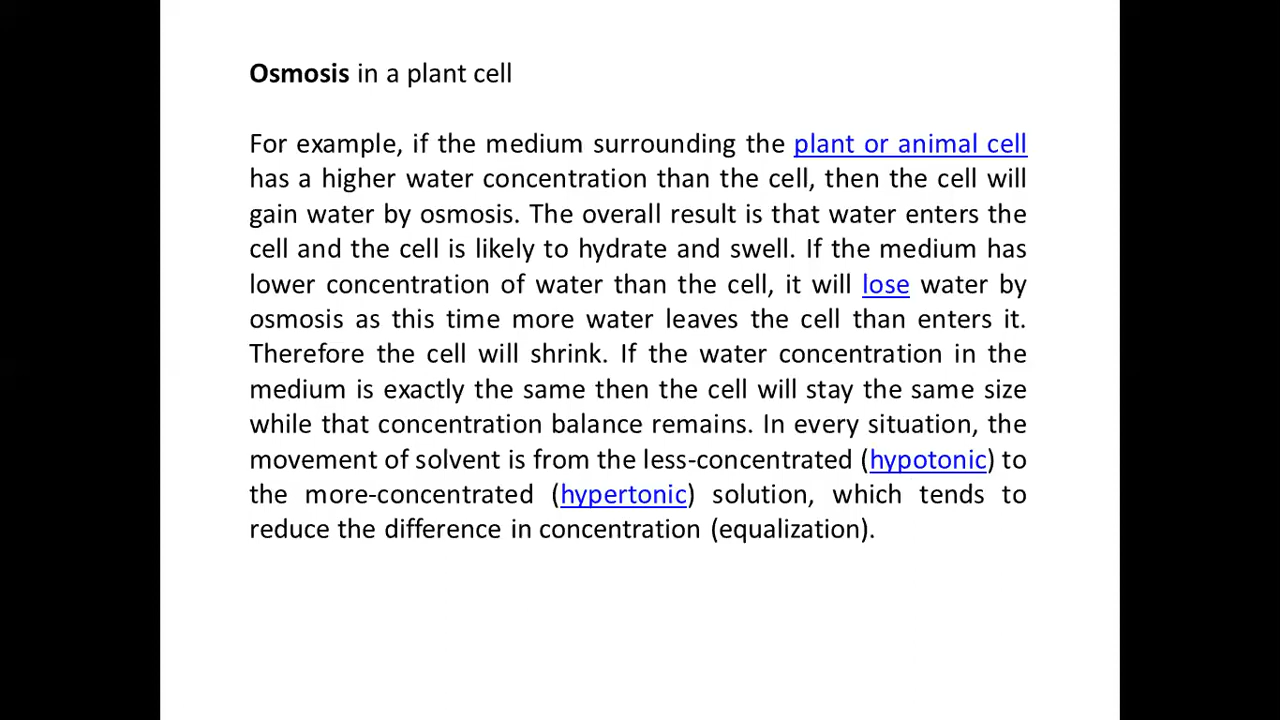 Osmosis in a plant cell
For example, if the medium surrounding the plant or animal cell
has a higher water concentration than the cell, then the cell will
gain water by osmosis. The overall result is that water enters the
cell and the cell is likely to hydrate and swell. If the medium has
lower concentration of water than the cell, it will lose water by
osmosis as this time more water leaves the cell than enters it.
Therefore the cell will shrink. If the water concentration in the
medium is exactly the same then the cell will stay the same size
while that concentration balance remains. In every situation, the
movement of solvent is from the less-concentrated (hypotonic) to
the more-concentrated (hypertonic) solution, which tends to
reduce the difference in concentration (equalization).